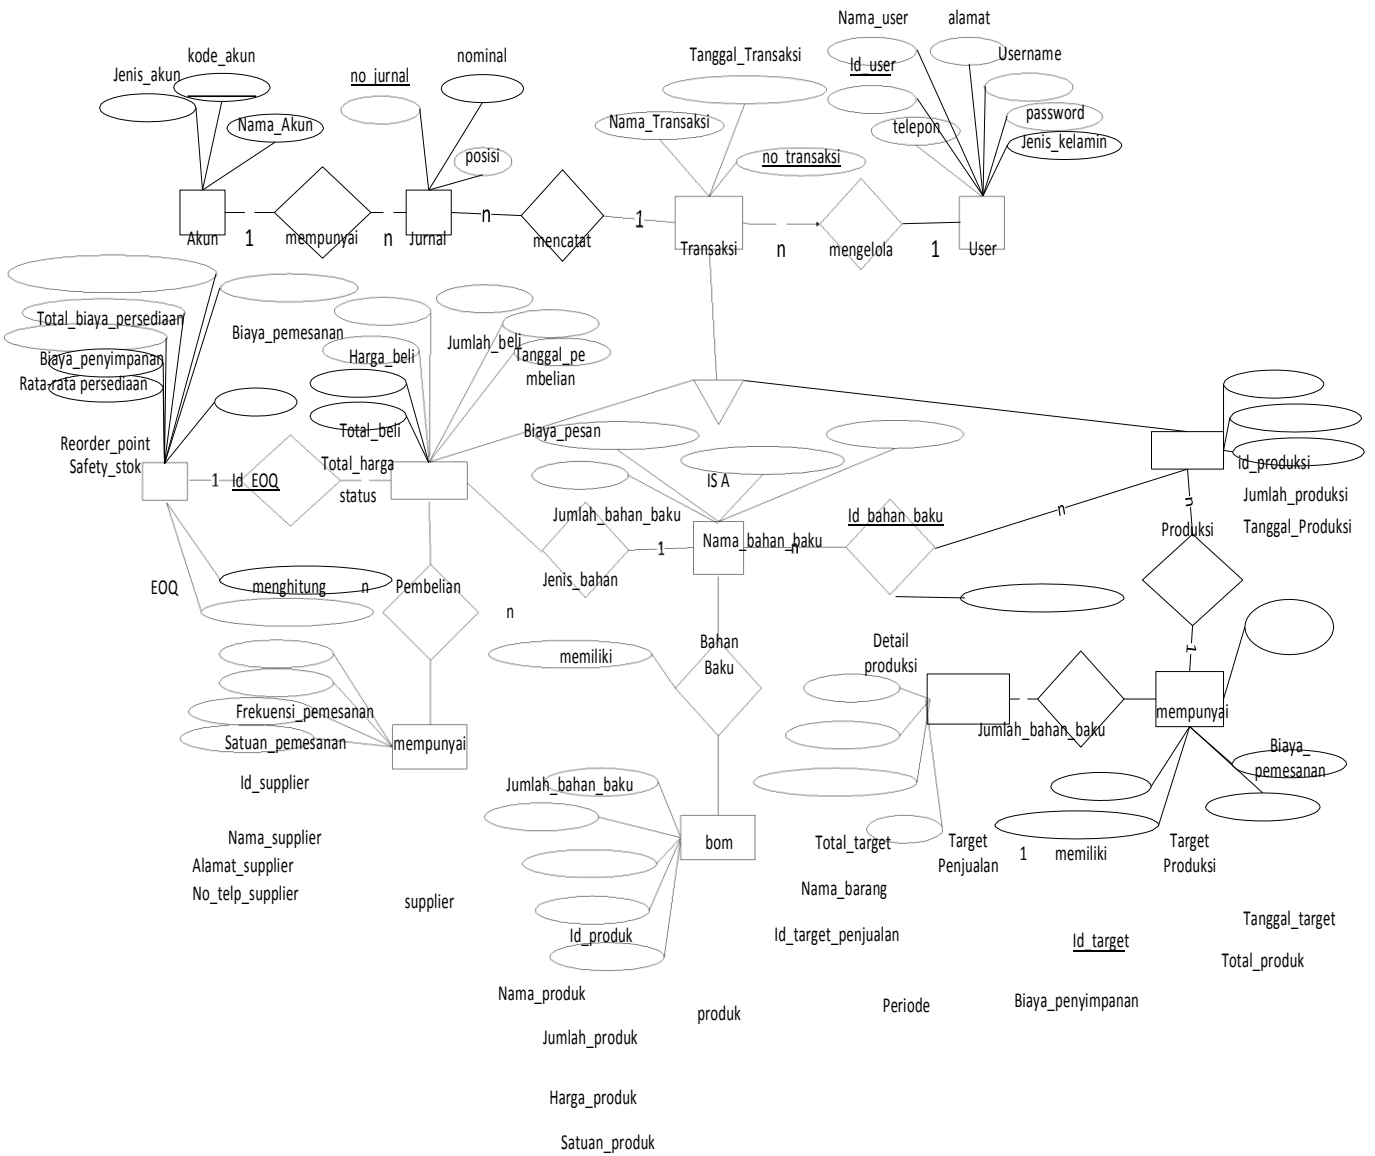 Nama_user
alamat
kode_akun
nominal
Tanggal_Transaksi
Username
Jenis_akun
no_jurnal
Id_user
Nama_Akun
Nama_Transaksi
telepon
password
posisi
no_transaksi
Jenis_kelamin
n
1
Akun
1
mempunyai
n
Jurnal
mencatat
Transaksi
n
mengelola
1
User
Total_biaya_persediaan
Biaya_pemesanan
Jumlah_beli
Biaya_penyimpanan
Harga_beli
Tanggal_pe
mbelian
Rata-rata persediaan
Total_beli
Biaya_pesan
Reorder_point
Safety_stok
Total_harga
id_produksi
1
Id_EOQ
status
IS A
Jumlah_produksi
Jumlah_bahan_baku
Id_bahan_baku
n
n
Tanggal_Produksi
Produksi
1
Nama_bahan_baku
n
Jenis_bahan
EOQ
menghitung
n
Pembelian
n
Bahan
Baku
Detail
produksi
1
memiliki
Frekuensi_pemesanan
mempunyai
Satuan_pemesanan
mempunyai
Jumlah_bahan_baku
Biaya_
pemesanan
Id_supplier
Jumlah_bahan_baku
Nama_supplier
bom
Total_target
Target
Penjualan
1
memiliki
Target
Produksi
Alamat_supplier
No_telp_supplier
supplier
Nama_barang
Id_produk
Id_target_penjualan
Id_target
Tanggal_target
Total_produk
Nama_produk
produk
Periode
Biaya_penyimpanan
Jumlah_produk
Harga_produk
Satuan_produk